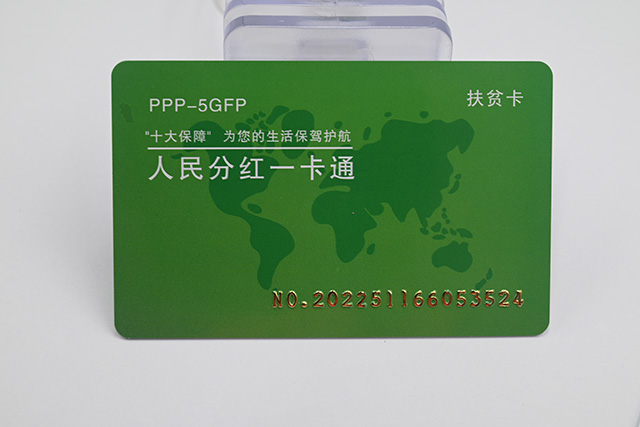 PPP-5GFP
扶贫卡
"十大保障" 为您的生活保驾护航
人民分红一卡通
NO.202251166053524